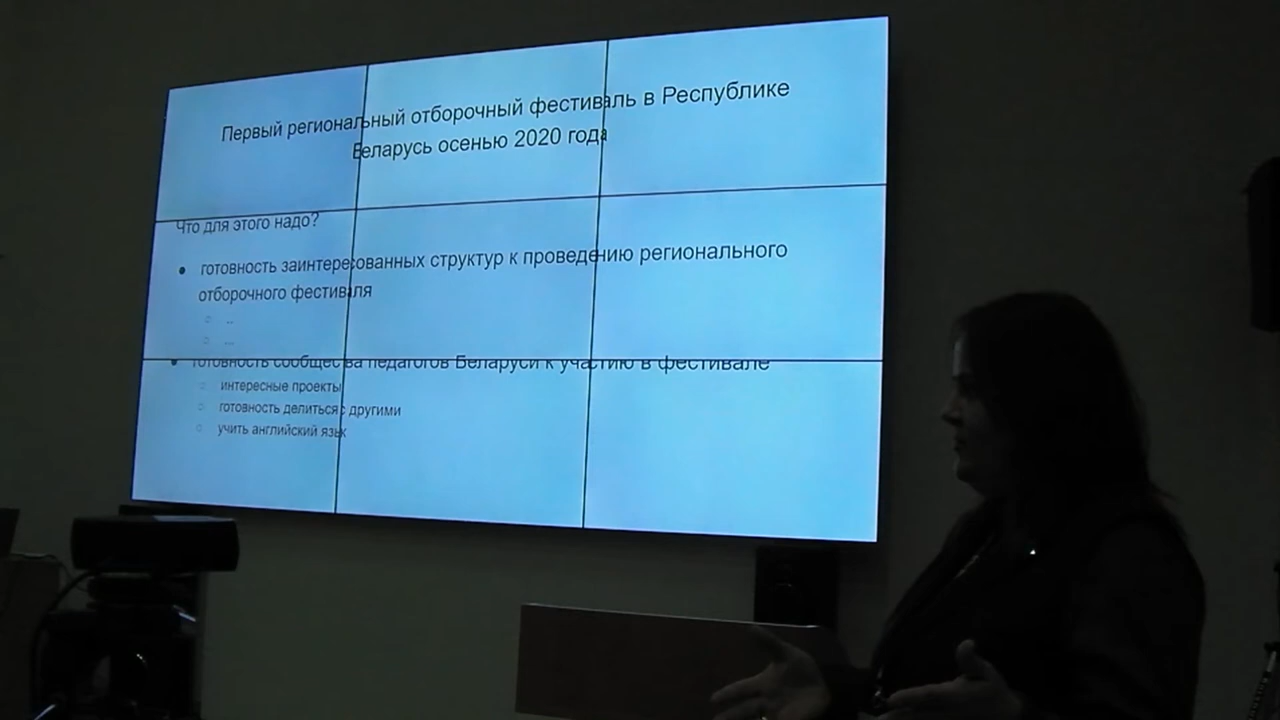 Первый региональный отборочный фестиваль в Республике
Беларусь осенью 2020 года
Что для этого надо?
● готовность заинтересованных структур к проведению регионального
отборочного фестиваля
○ ..
○ ...
● готовность сообщества педагогов Беларуси к участию в фестивале
○ интересные проекты
○ готовность делиться с другими
○ учить английский язык